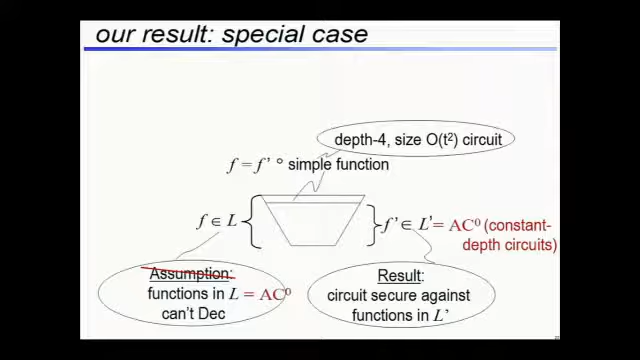 our result: special case
depth-4, size O(t²) circuit
f = f' ° simple function
f ∈ L
f' ∈ L' = AC⁰ (constant-
depth circuits)
Assumption:
functions in L = AC⁰
can't Dec
Result:
circuit secure against
functions in L'